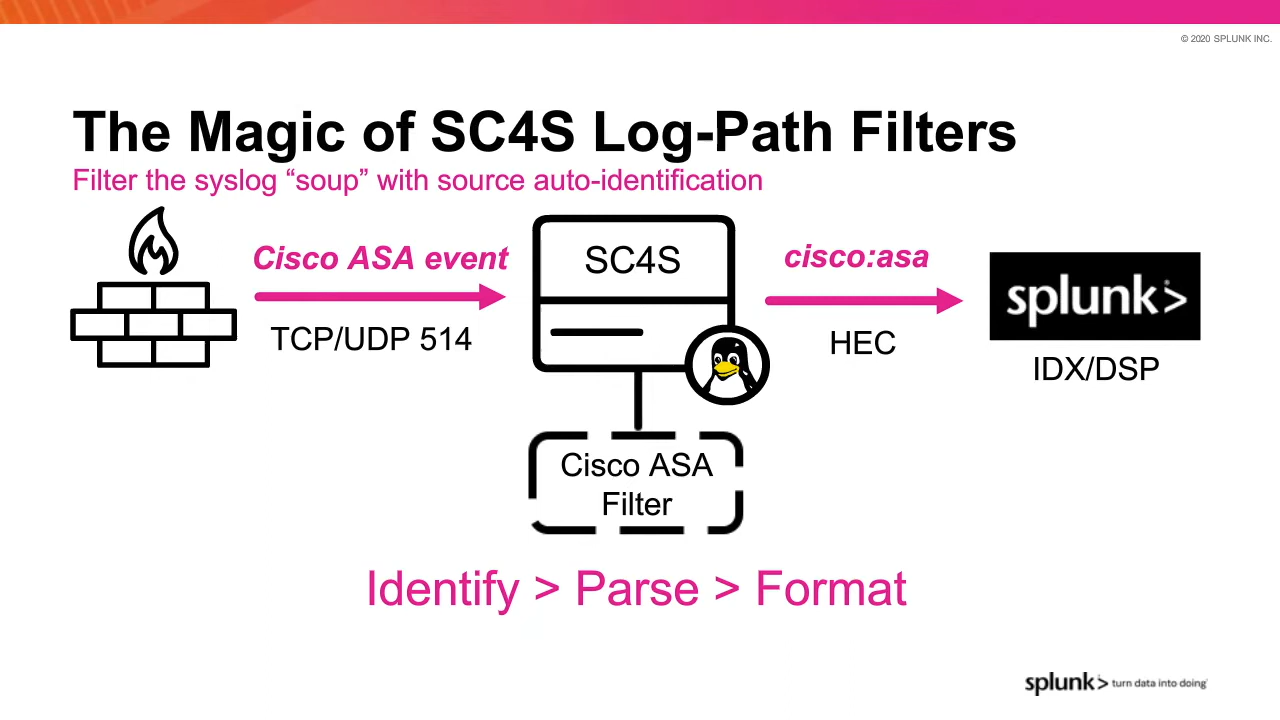 © 2020 SPLUNK INC.
The Magic of SC4S Log-Path Filters
Filter the syslog “soup” with source auto-identification
Cisco ASA event
TCP/UDP 514
SC4S
cisco:asa
HEC
splunk>
IDX/DSP
Cisco ASA
Filter
Identify > Parse > Format
splunk> turn data into doing